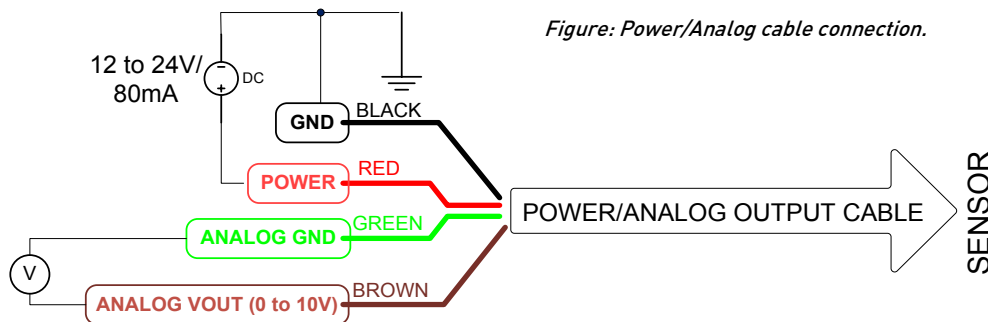 Figure: Power/Analog cable connection.
12 to 24V/
80mA
−
+
DC
GND
BLACK
POWER
RED
ANALOG GND
GREEN
V
ANALOG VOUT (0 to 10V)
BROWN
POWER/ANALOG OUTPUT CABLE
SENSOR